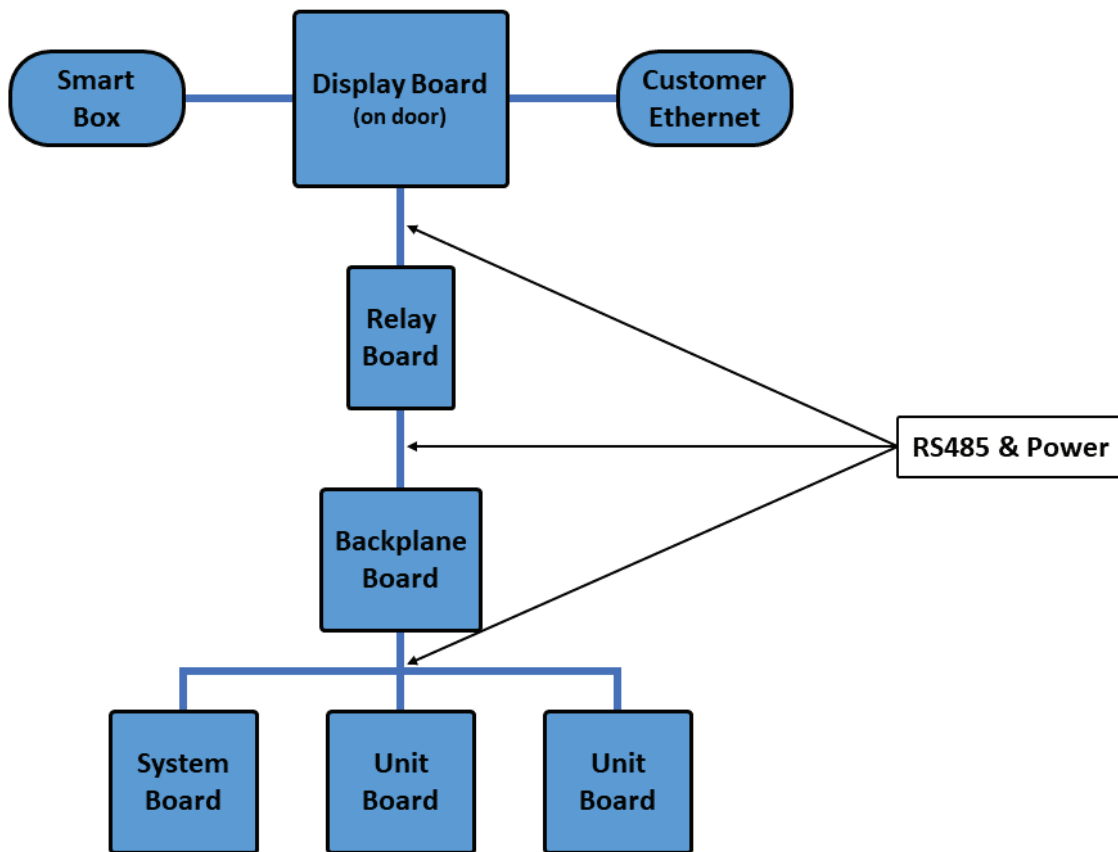 Smart
Box
Display Board
(on door)
Customer
Ethernet
Relay
Board
RS485 & Power
Backplane
Board
System
Board
Unit
Board
Unit
Board